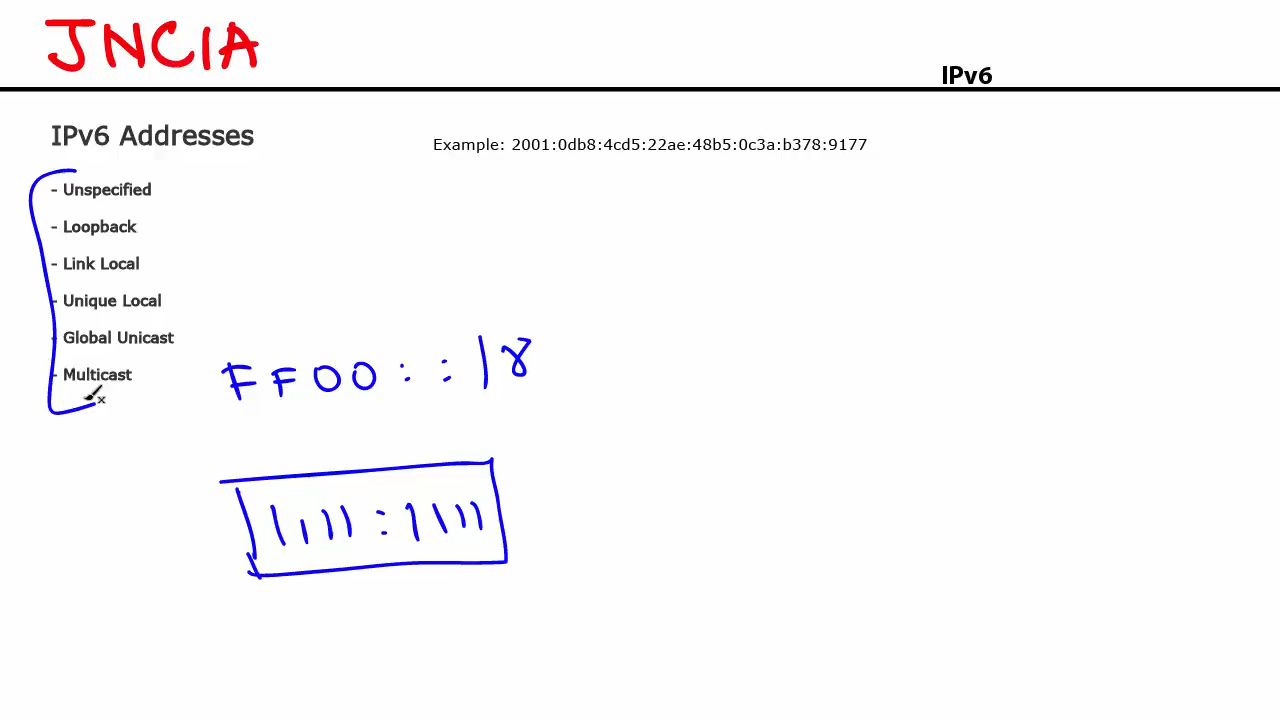 JNCIA
IPv6
IPv6 Addresses
Example: 2001:0db8:4cd5:22ae:48b5:0c3a:b378:9177
- Unspecified
- Loopback
- Link Local
- Unique Local
- Global Unicast
- Multicast
FF00::/8
1111:1111